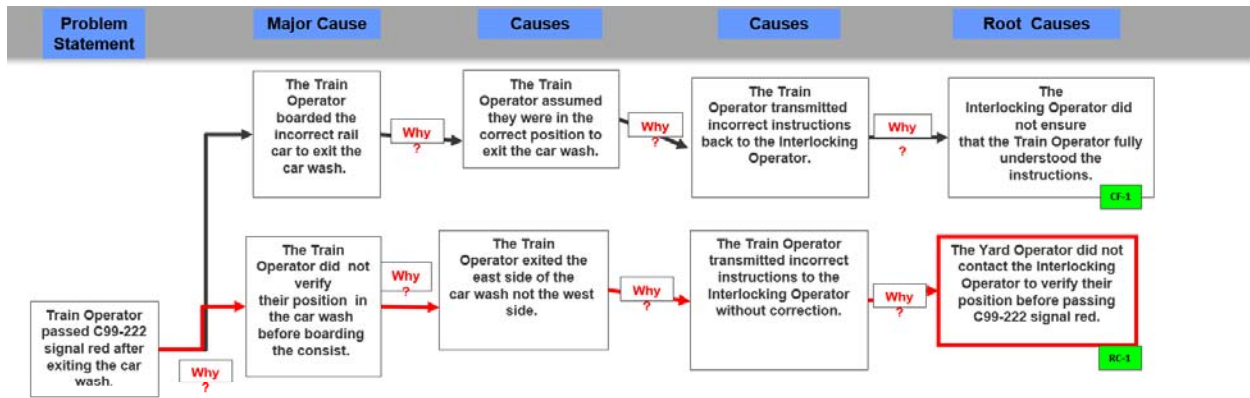 Problem
Statement
Major Cause
Causes
Causes
Root Causes
The Train
Operator
boarded the
incorrect rail
car to exit the
car wash.
Why
?
The Train
Operator assumed
they were in the
correct position to
exit the car wash.
Why
?
The Train
Operator transmitted
incorrect instructions
back to the Interlocking
Operator.
Why
?
The
Interlocking Operator did
not ensure
that the Train Operator fully
understood the
instructions.
CF-1
Train Operator
passed C99-222
signal red after
exiting the car
wash.
Why
?
The Train
Operator did not
verify
their position in
the car wash
before boarding
the consist.
Why
?
The Train
Operator exited the
east side of the
car wash not the west
side.
Why
?
The Train Operator
transmitted incorrect
instructions to the
Interlocking Operator
without correction.
Why
?
The Yard Operator did not
contact the Interlocking
Operator to verify their
position before passing
C99-222 signal red.
RC-1